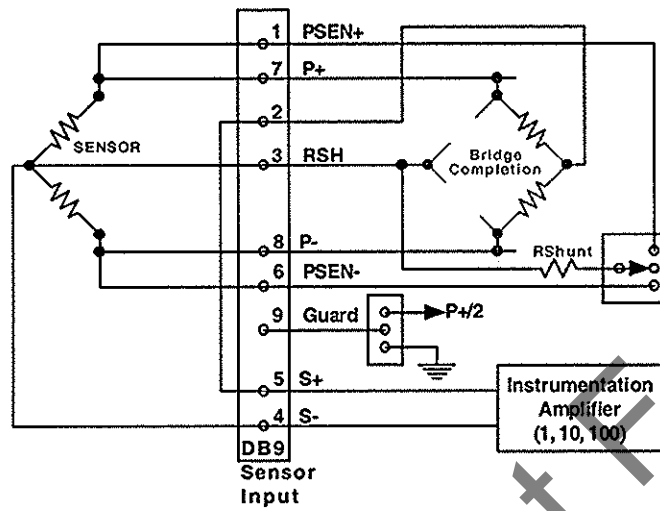 1 PSEN+
7 P+
2
SENSOR
3 RSH
Bridge
Completion
8 P-
RShunt
6 PSEN-
9 Guard
P+/2
5 S+
4 S-
Instrumentation
Amplifier
(1, 10, 100)
DB9
Sensor
Input
t F